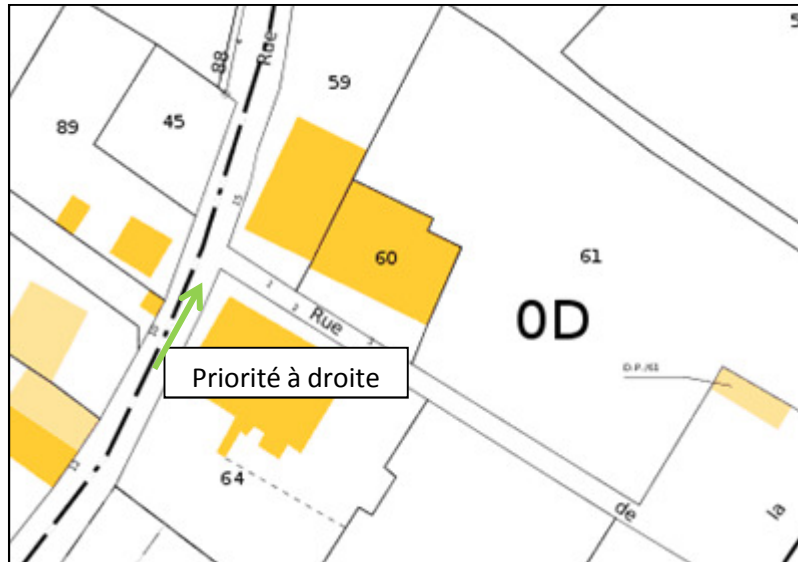 5
88
Rue
59
89
45
15
60
61
0D
Rue
Priorité à droite
D.P./61
64
de
la